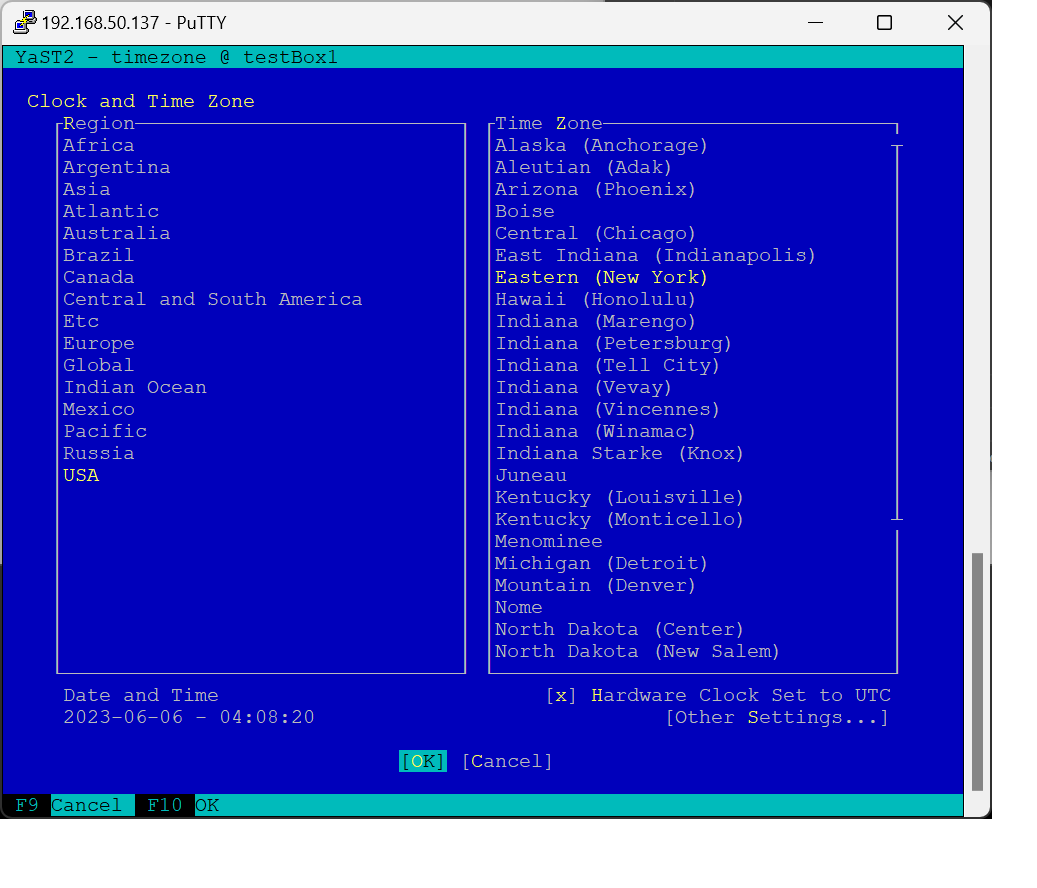 192.168.50.137 - PuTTY
YaST2 - timezone @ testBox1
Clock and Time Zone
Region
Africa
Argentina
Asia
Atlantic
Australia
Brazil
Canada
Central and South America
Etc
Europe
Global
Indian Ocean
Mexico
Pacific
Russia
USA
Time Zone
Alaska (Anchorage)
Aleutian (Adak)
Arizona (Phoenix)
Boise
Central (Chicago)
East Indiana (Indianapolis)
Eastern (New York)
Hawaii (Honolulu)
Indiana (Marengo)
Indiana (Petersburg)
Indiana (Tell City)
Indiana (Vevay)
Indiana (Vincennes)
Indiana (Winamac)
Indiana Starke (Knox)
Juneau
Kentucky (Louisville)
Kentucky (Monticello)
Menominee
Michigan (Detroit)
Mountain (Denver)
Nome
North Dakota (Center)
North Dakota (New Salem)
Date and Time
2023-06-06 - 04:08:20
[x] Hardware Clock Set to UTC
[Other Settings...]
[OK] [Cancel]
F9 Cancel F10 OK